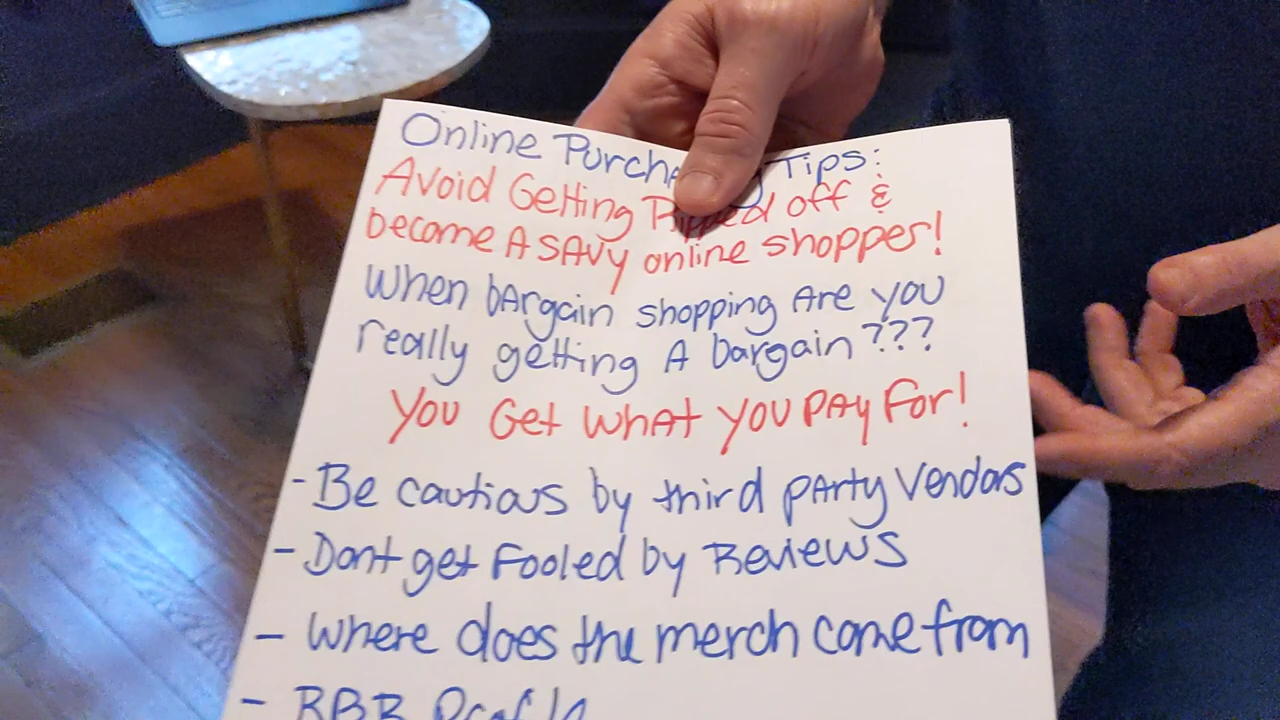 Online Purchasing Tips:
Avoid Getting Ripped off &
become A SAVY online shopper!
When bArgain shopping Are you
really getting A bargain ???
You Get WhAt You PAy For!
- Be cautious by third pArty Vendors
- Dont get Fooled by Reviews
- Where does the merch come from
- BBB